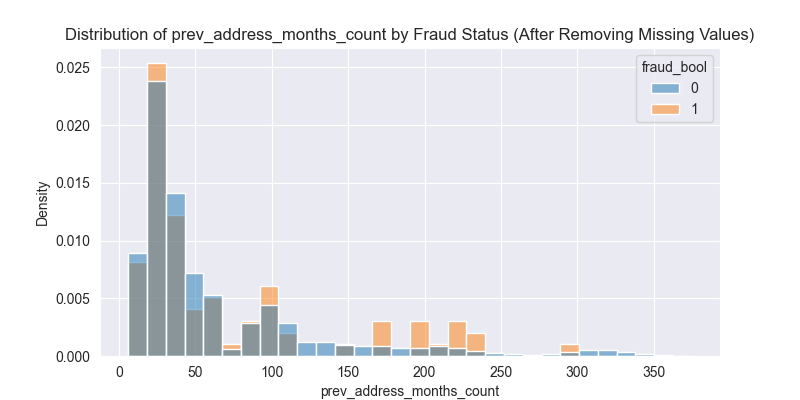 Distribution of prev_address_months_count by Fraud Status (After Removing Missing Values)
fraud_bool
0
1
Density
0.025
0.020
0.015
0.010
0.005
0.000
0 50 100 150 200 250 300 350
prev_address_months_count